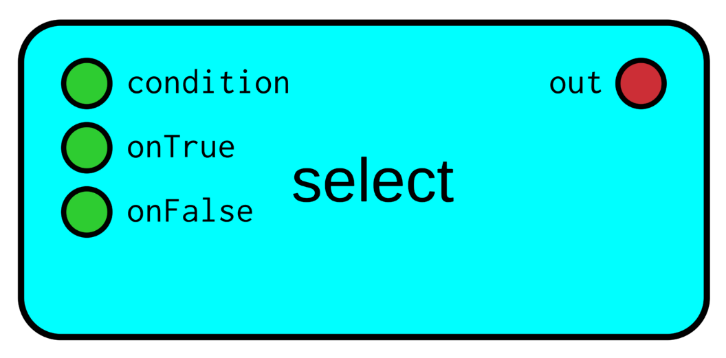 condition
out
onTrue
select
onFalse